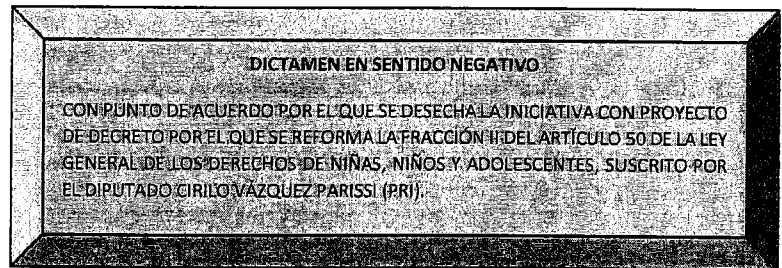 DICTAMEN EN SENTIDO NEGATIVO
CON PUNTO DE ACUERDO POR EL QUE SE DESECHA LA INICIATIVA CON PROYECTO
DE DECRETO POR EL QUE SE REFORMA LA FRACCIÓN II DEL ARTÍCULO 50 DE LA LEY
GENERAL DE LOS DERECHOS DE NIÑAS, NIÑOS Y ADOLESCENTES, SUSCRITO POR
EL DIPUTADO CIRILO VÁZQUEZ PARISSI (PRI).